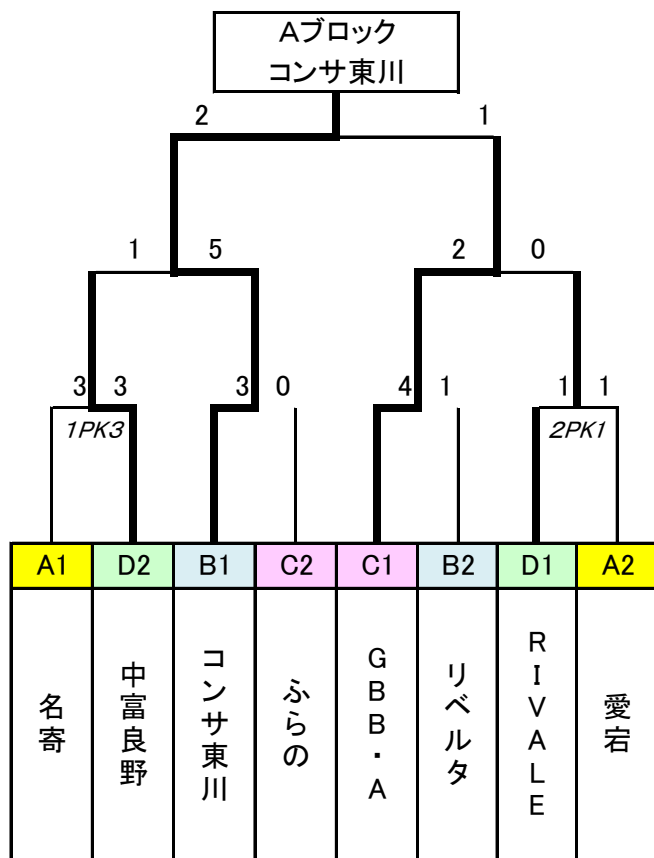 Aブロック
コンサ東川
2 1
1 5 2 0
3 3 3 0 4 1 1 1
1PK3 2PK1
A1 D2 B1 C2 C1 B2 D1 A2
名寄
中富良野
コンサ東川
ふらの
GBB・A
リベルタ
RIVALE
愛宕